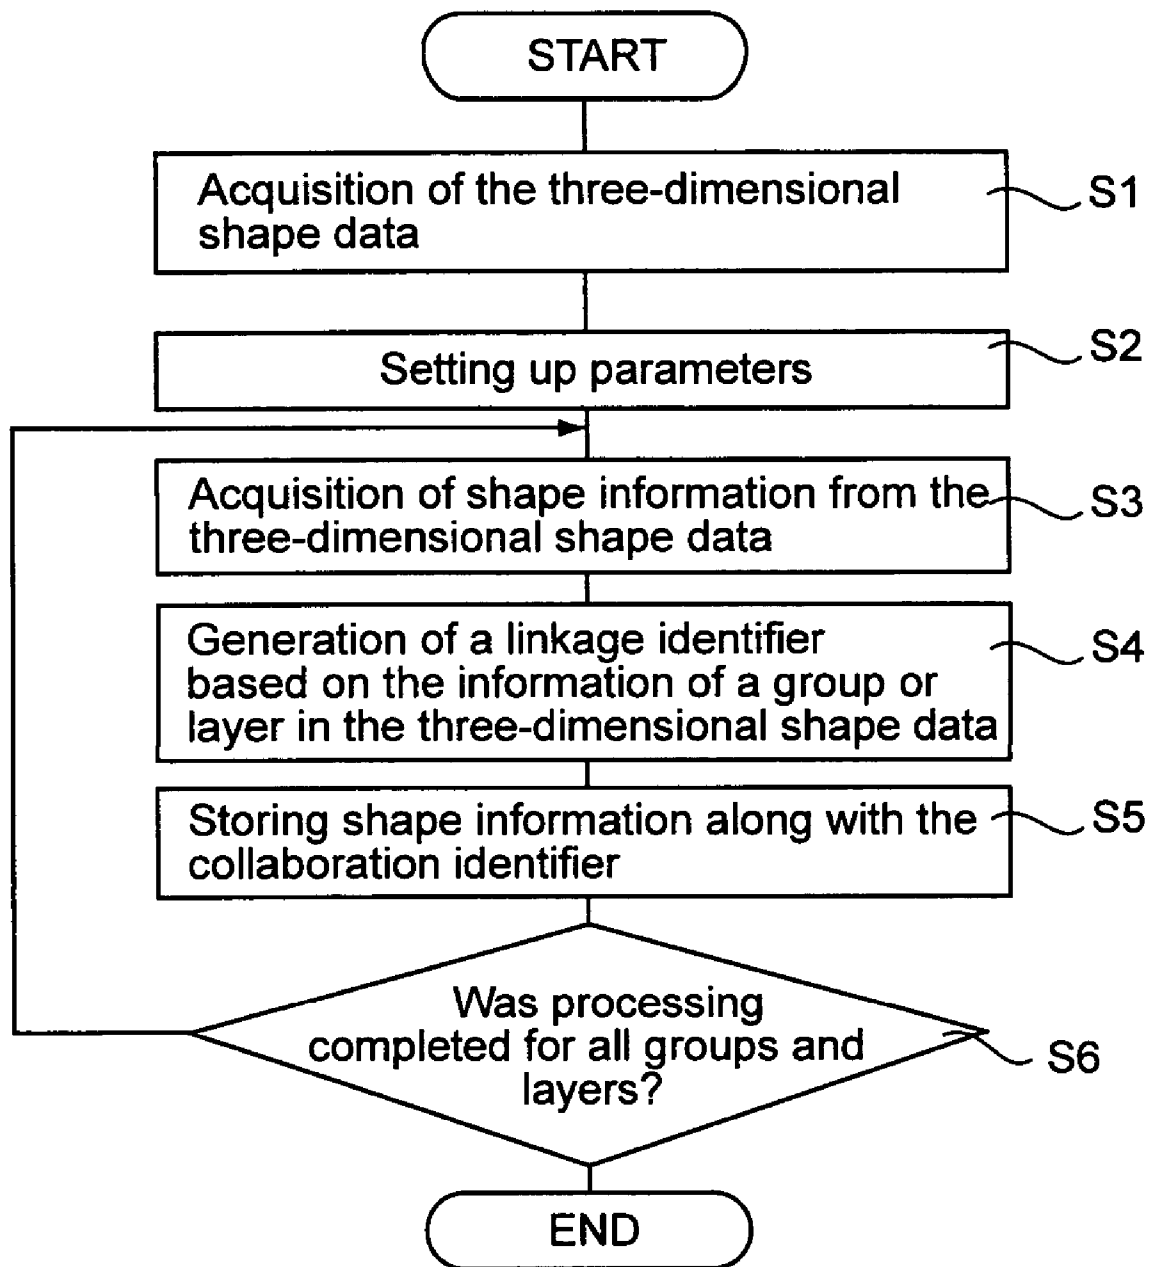 START
Acquisition of the three-dimensional
shape data
S1
Setting up parameters
S2
Acquisition of shape information from the
three-dimensional shape data
S3
Generation of a linkage identifier
based on the information of a group or
layer in the three-dimensional shape data
S4
Storing shape information along with the
collaboration identifier
S5
Was processing
completed for all groups and
layers?
S6
END